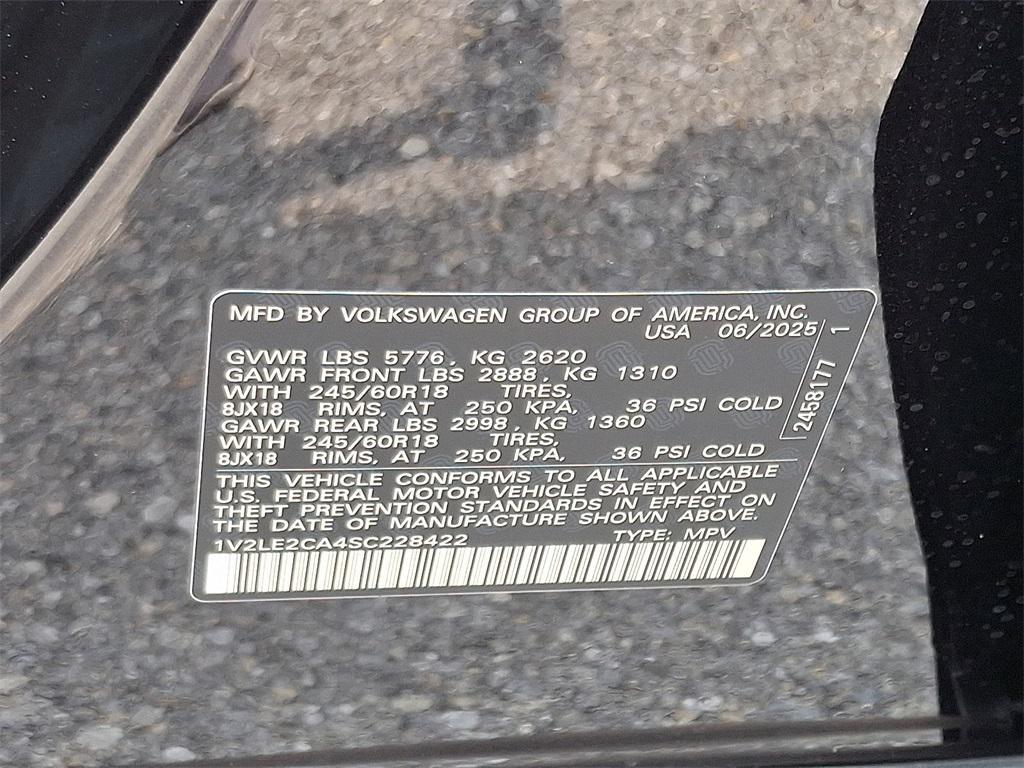 MFD BY VOLKSWAGEN GROUP OF AMERICA, INC.
USA 06/2025
1
GVWR LBS 5776, KG 2620
GAWR FRONT LBS 2888, KG 1310
WITH 245/60R18 TIRES,
8JX18 RIMS, AT 250 KPA, 36 PSI COLD
GAWR REAR LBS 2998, KG 1360
WITH 245/60R18 TIRES,
8JX18 RIMS, AT 250 KPA, 36 PSI COLD
2458177
THIS VEHICLE CONFORMS TO ALL APPLICABLE
U.S. FEDERAL MOTOR VEHICLE SAFETY AND
THEFT PREVENTION STANDARDS IN EFFECT ON
THE DATE OF MANUFACTURE SHOWN ABOVE.
1V2LE2CA4SC228422 TYPE: MPV